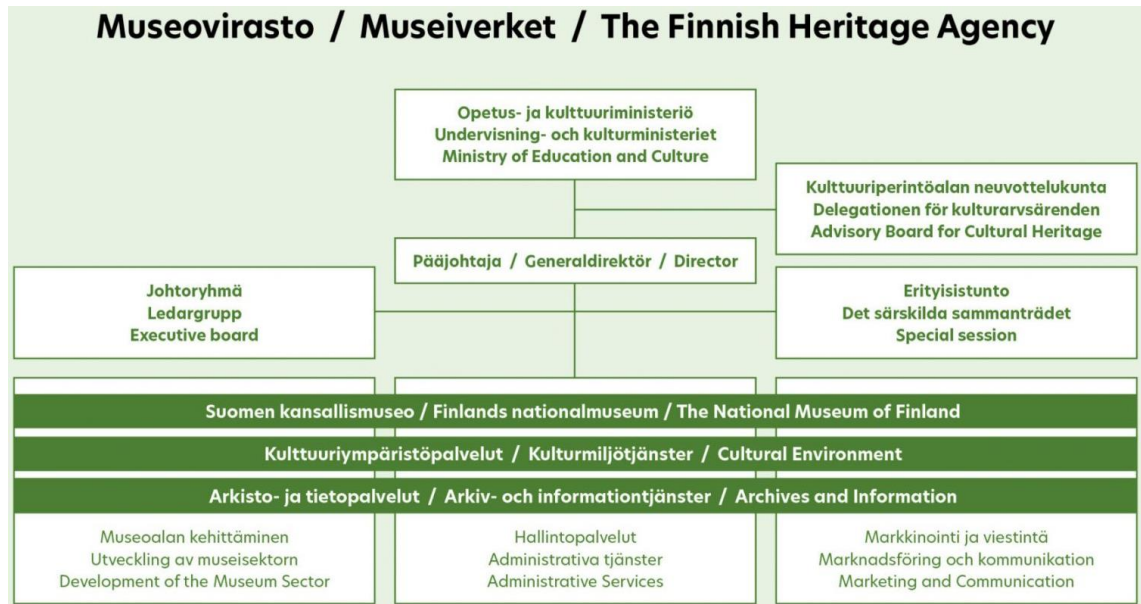 Museovirasto / Museiverket / The Finnish Heritage Agency
Opetus- ja kulttuuriministeriö
Undervisning- och kulturministeriet
Ministry of Education and Culture
Kulttuuriperintöalan neuvottelukunta
Delegationen för kulturarvsärenden
Advisory Board for Cultural Heritage
Pääjohtaja / Generaldirektör / Director
Johtoryhmä
Ledargrupp
Executive board
Erityisistunto
Det särskilda sammanträdet
Special session
Suomen kansallismuseo / Finlands nationalmuseum / The National Museum of Finland
Kulttuuriympäristöpalvelut / Kulturmiljötjänster / Cultural Environment
Arkisto- ja tietopalvelut / Arkiv- och informationtjänster / Archives and Information
Museoalan kehittäminen
Utveckling av museisektorn
Development of the Museum Sector
Hallintopalvelut
Administrativa tjänster
Administrative Services
Markkinointi ja viestintä
Marknadsföring och kommunikation
Marketing and Communication